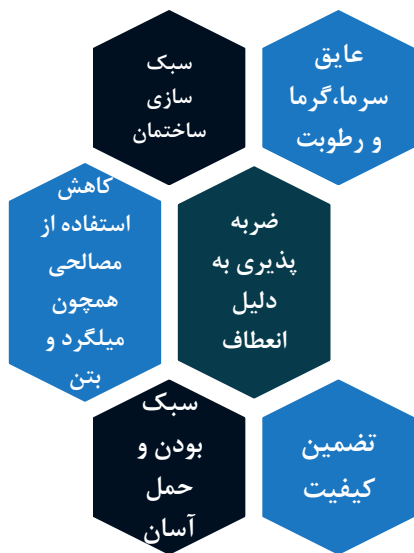 عایق
سرما،گرما
و رطوبت
سبک
سازی
ساختمان
ضربه
پذیری به
دلیل
انعطاف
کاهش
استفاده از
مصالحی
همچون
میلگرد و
بتن
تضمین
کیفیت
سبک
بودن و
حمل
آسان